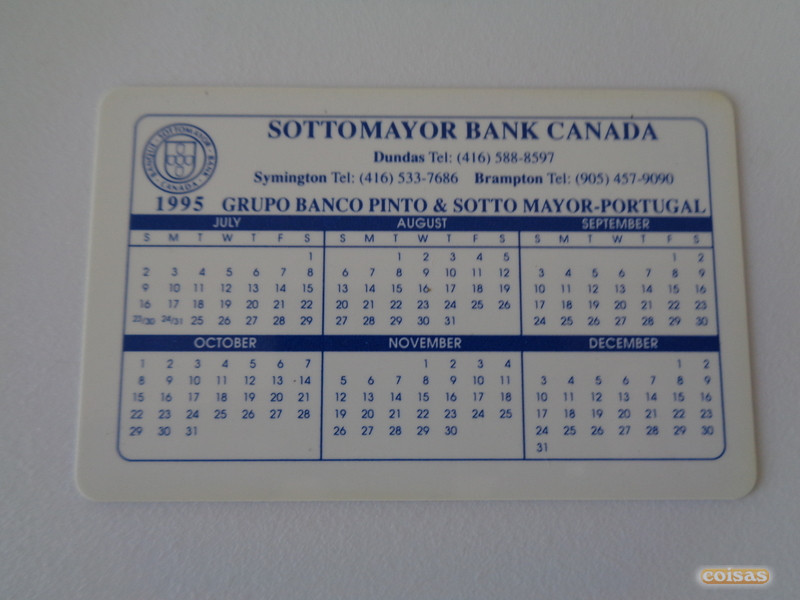 BANQUE · SOTTOMAYOR · BANK
· CANADA ·
SOTTOMAYOR BANK CANADA
Dundas Tel: (416) 588-8597
Symington Tel: (416) 533-7686 Brampton Tel: (905) 457-9090
1995 GRUPO BANCO PINTO & SOTTO MAYOR-PORTUGAL
JULY AUGUST SEPTEMBER
S M T W T F S S M T W T F S S M T W T F S
1 1 2 3 4 5 1 2
2 3 4 5 6 7 8 6 7 8 9 10 11 12 3 4 5 6 7 8 9
9 10 11 12 13 14 15 13 14 15 16 17 18 19 10 11 12 13 14 15 16
16 17 18 19 20 21 22 20 21 22 23 24 25 26 17 18 19 20 21 22 23
23/30 24/31 25 26 27 28 29 27 28 29 30 31 24 25 26 27 28 29 30
OCTOBER NOVEMBER DECEMBER
1 2 3 4 5 6 7 1 2 3 4 1 2
8 9 10 11 12 13 14 5 6 7 8 9 10 11 3 4 5 6 7 8 9
15 16 17 18 19 20 21 12 13 14 15 16 17 18 10 11 12 13 14 15 16
22 23 24 25 26 27 28 19 20 21 22 23 24 25 17 18 19 20 21 22 23
29 30 31 26 27 28 29 30 24 25 26 27 28 29 30
31
coisas